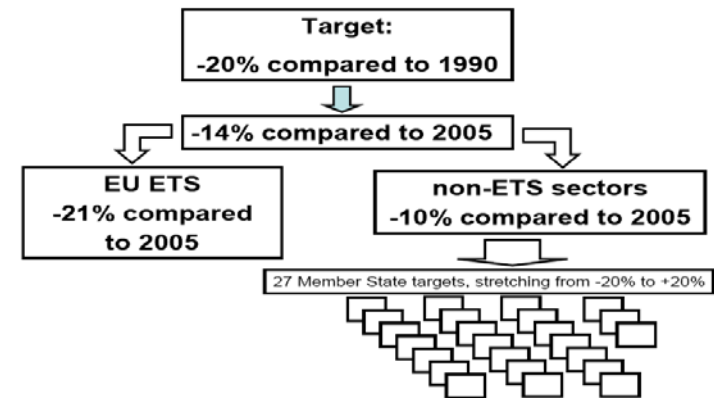 Target:
-20% compared to 1990
-14% compared to 2005
EU ETS
-21% compared
to 2005
non-ETS sectors
-10% compared to 2005
27 Member State targets, stretching from -20% to +20%